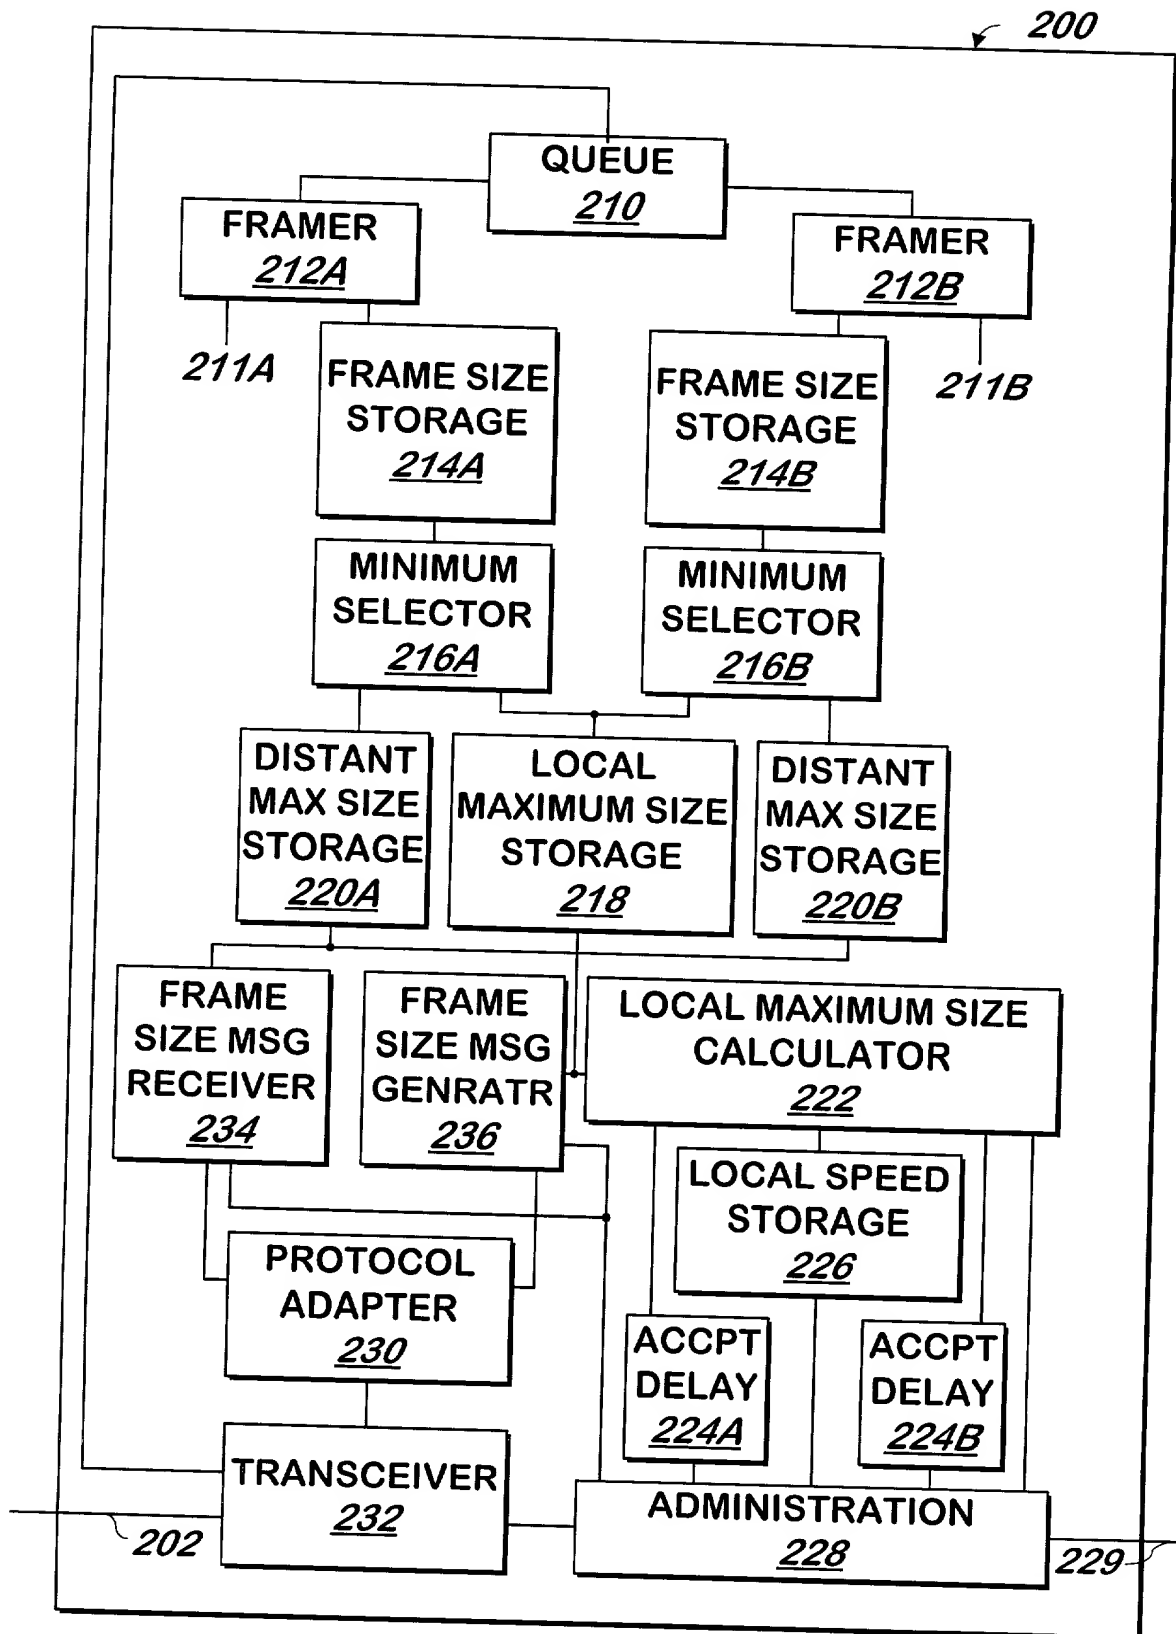 200
QUEUE
210
FRAMER
212A
FRAMER
212B
211A
211B
FRAME SIZE
STORAGE
214A
FRAME SIZE
STORAGE
214B
MINIMUM
SELECTOR
216A
MINIMUM
SELECTOR
216B
DISTANT
MAX SIZE
STORAGE
220A
LOCAL
MAXIMUM SIZE
STORAGE
218
DISTANT
MAX SIZE
STORAGE
220B
FRAME
SIZE MSG
RECEIVER
234
FRAME
SIZE MSG
GENRATR
236
LOCAL MAXIMUM SIZE
CALCULATOR
222
LOCAL SPEED
STORAGE
226
PROTOCOL
ADAPTER
230
ACCPT
DELAY
224A
ACCPT
DELAY
224B
TRANSCEIVER
232
ADMINISTRATION
228
202
229